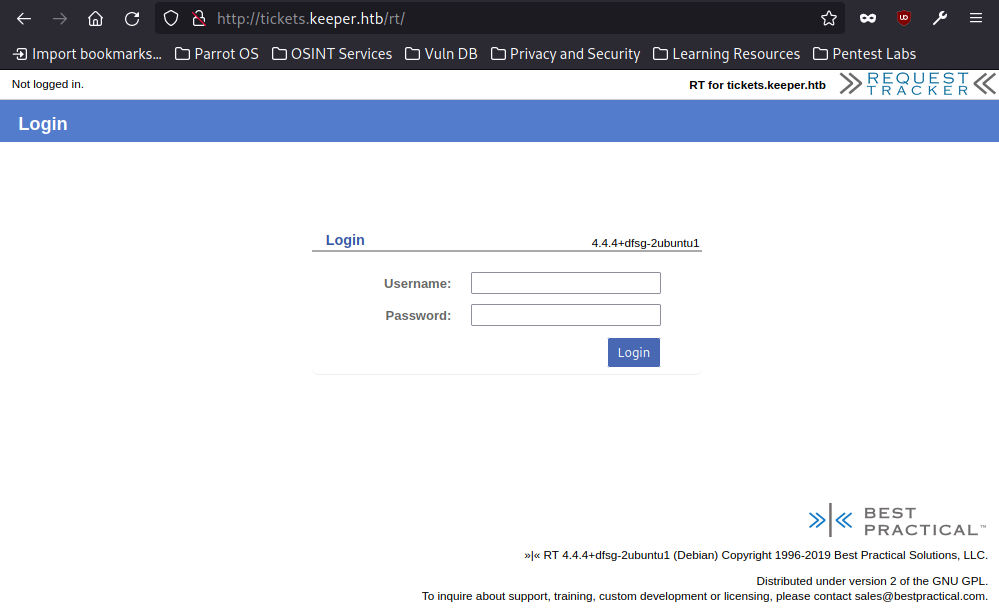 http://tickets.keeper.htb/rt/
Import bookmarks... Parrot OS OSINT Services Vuln DB Privacy and Security Learning Resources Pentest Labs
Not logged in.
RT for tickets.keeper.htb
REQUEST
TRACKER
Login
Login
4.4.4+dfsg-2ubuntu1
Username:
Password:
Login
BEST
PRACTICAL™
»|« RT 4.4.4+dfsg-2ubuntu1 (Debian) Copyright 1996-2019 Best Practical Solutions, LLC.
Distributed under version 2 of the GNU GPL.
To inquire about support, training, custom development or licensing, please contact sales@bestpractical.com.